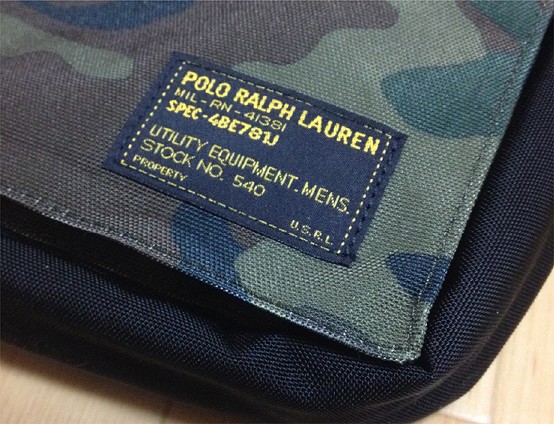 POLO RALPH LAUREN
MIL-RN-41381
SPEC-4BE781J
UTILITY EQUIPMENT.MENS.
STOCK NO. 540
PROPERTY
U.S.R.L.